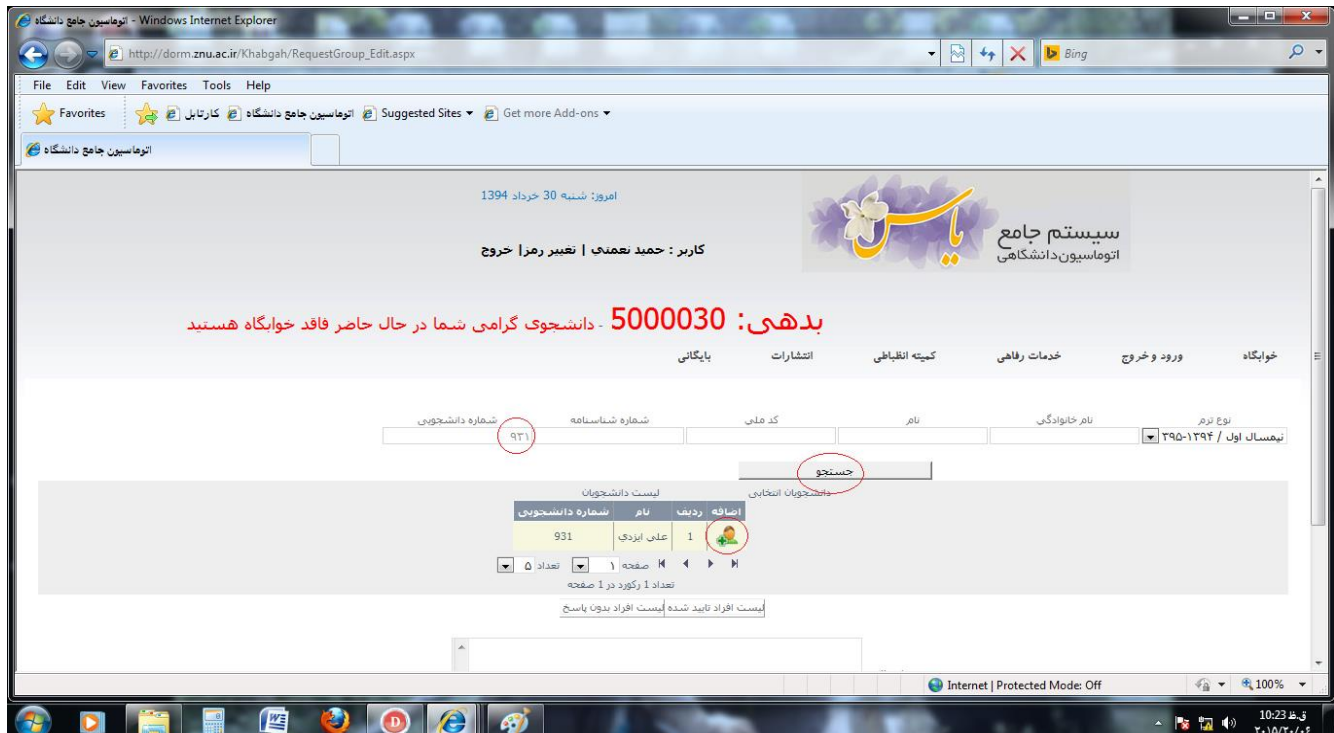 اتوماسیون جامع دانشگاه - Windows Internet Explorer
http://dorm.znu.ac.ir/Khabgah/RequestGroup_Edit.aspx
Bing
File Edit View Favorites Tools Help
Favorites کارتابل اتوماسیون جامع دانشگاه Suggested Sites Get more Add-ons
اتوماسیون جامع دانشگاه
امروز: شنبه 30 خرداد 1394
یاس
سیستم جامع
اتوماسیون‌دانشگاهی
کاربر : حمید نعمتي | تغییر رمز| خروج
بدهی: 5000030 - دانشجوی گرامی شما در حال حاضر فاقد خوابگاه هستید
خوابگاه ورود و خروج خدمات رفاهی کمیته انظباطی انتشارات بایگانی
نوع ترم نام خانوادگي نام کد ملي شماره شناسنامه شماره دانشجویی
نیمسال اول / ۱۳۹۴-۳۹۵ ۹۳۱
جستجو
دانشجویان انتخابی لیست دانشجویان
اضافه ردیف نام شماره دانشجویی
1 علی ایزدي 931
صفحه ۱ تعداد ۵
تعداد 1 رکورد در 1 صفحه
لیست افراد تایید شده لیست افراد بدون پاسخ
Internet | Protected Mode: Off 100%
10:23 ق.ظ